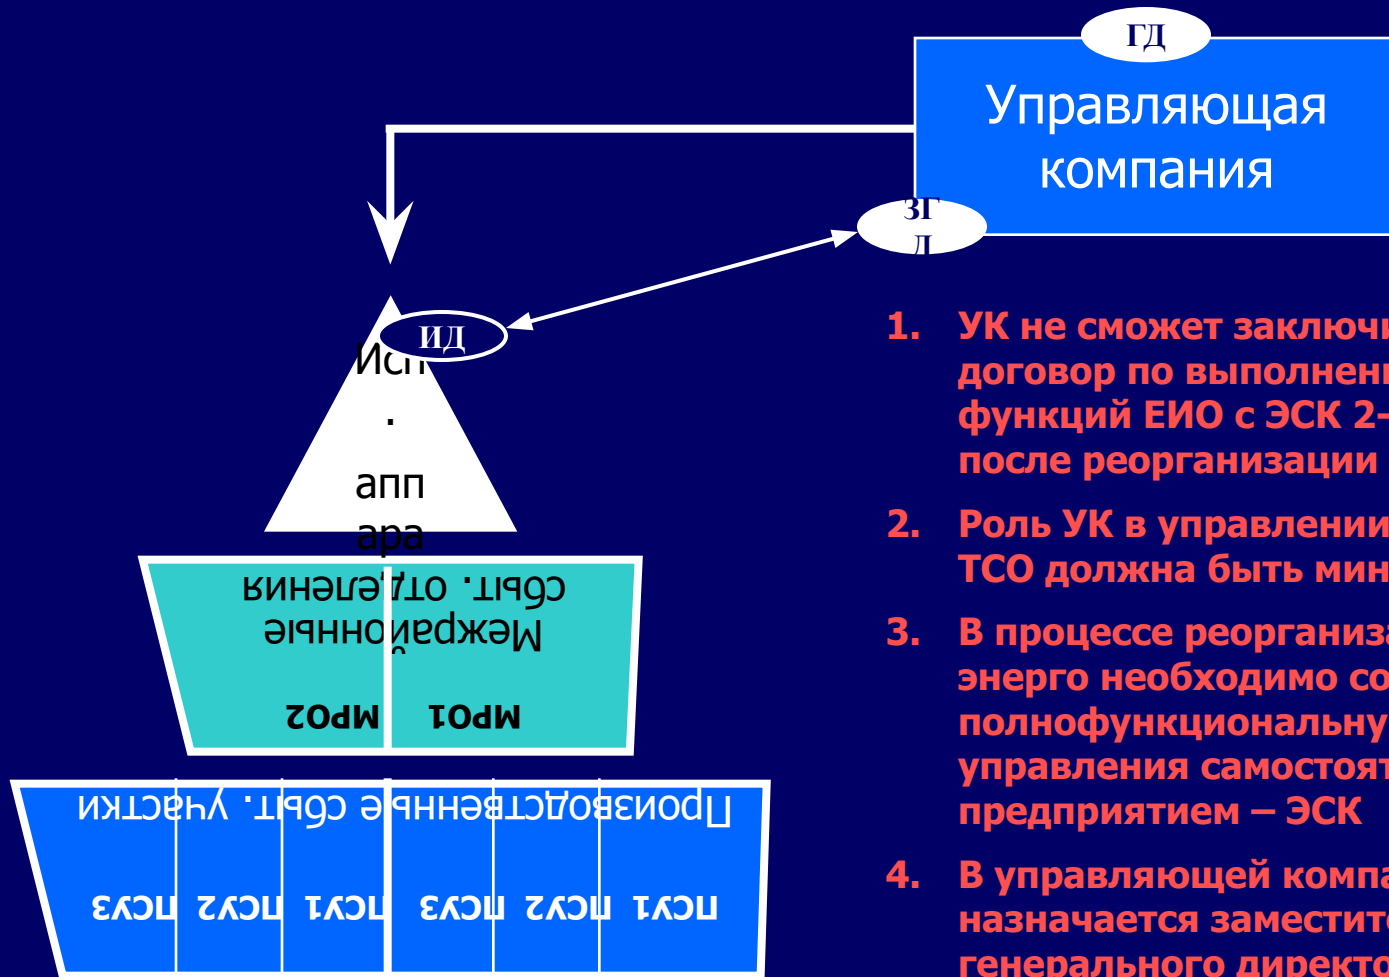 ГД
Управляющая
компания
ЗГ
Д
ИД
Исп
.
апп
ара
Межрайонные
сбыт. отделения
МРО1 МРО2
Производственные сбыт. участки
ПСУ1 ПСУ2 ПСУ3 ПСУ1 ПСУ2 ПСУ3
1. УК не сможет заключи
договор по выполнен
функций ЕИО с ЭСК 2-
после реорганизации
2. Роль УК в управлении
ТСО должна быть мин
3. В процессе реорганиза
энерго необходимо со
полнофункциональну
управления самостоят
предприятием – ЭСК
4. В управляющей компа
назначается заместите
генерального директо